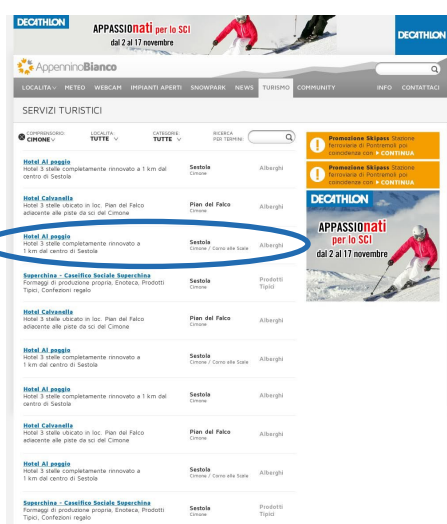 DECATHLON
APPASSIONati per lo SCI
dal 2 al 17 novembre
DECATHLON
AppenninoBianco
LOCALITA METEO WEBCAM IMPIANTI APERTI SNOWPARK NEWS TURISMO COMMUNITY INFO CONTATTACI
SERVIZI TURISTICI
COMPRENSORIO: CIMONE
LOCALITA: TUTTE
CATEGORIE: TUTTE
RICERCA PER TERMINI:
Hotel Al poggio
Hotel 3 stelle completamente rinnovato a 1 km dal
centro di Sestola
Sestola
Cimone
Alberghi
Hotel Calvanella
Hotel 3 stelle ubicato in loc. Pian del Falco
adiacente alle piste da sci del Cimone
Pian del Falco
Cimone
Alberghi
Hotel Al poggio
Hotel 3 stelle completamente rinnovato a
1 km dal centro di Sestola
Sestola
Cimone / Corno alle Scale
Alberghi
Superchina - Caseifico Sociale Superchina
Formaggi di produzione propria, Enoteca, Prodotti
Tipici, Confezioni regalo
Sestola
Cimone
Prodotti
Tipici
Hotel Calvanella
Hotel 3 stelle ubicato in loc. Pian del Falco
adiacente alle piste da sci del Cimone
Pian del Falco
Cimone
Alberghi
Hotel Al poggio
Hotel 3 stelle completamente rinnovato a
1 km dal centro di Sestola
Sestola
Cimone / Corno alle Scale
Alberghi
Hotel Al poggio
Hotel 3 stelle completamente rinnovato a 1 km dal
centro di Sestola
Sestola
Cimone
Alberghi
Hotel Calvanella
Hotel 3 stelle ubicato in loc. Pian del Falco
adiacente alle piste da sci del Cimone
Pian del Falco
Cimone
Alberghi
Hotel Al poggio
Hotel 3 stelle completamente rinnovato a
1 km dal centro di Sestola
Sestola
Cimone / Corno alle Scale
Alberghi
Superchina - Caseifico Sociale Superchina
Formaggi di produzione propria, Enoteca, Prodotti
Tipici, Confezioni regalo
Sestola
Cimone
Prodotti
Tipici
Promozione Skipass Stazione
ferroviaria di Pontremoli poi
coincidenza con CONTINUA
Promozione Skipass Stazione
ferroviaria di Pontremoli poi
coincidenza con CONTINUA
DECATHLON
APPASSIONati
per lo SCI
dal 2 al 17 novembre